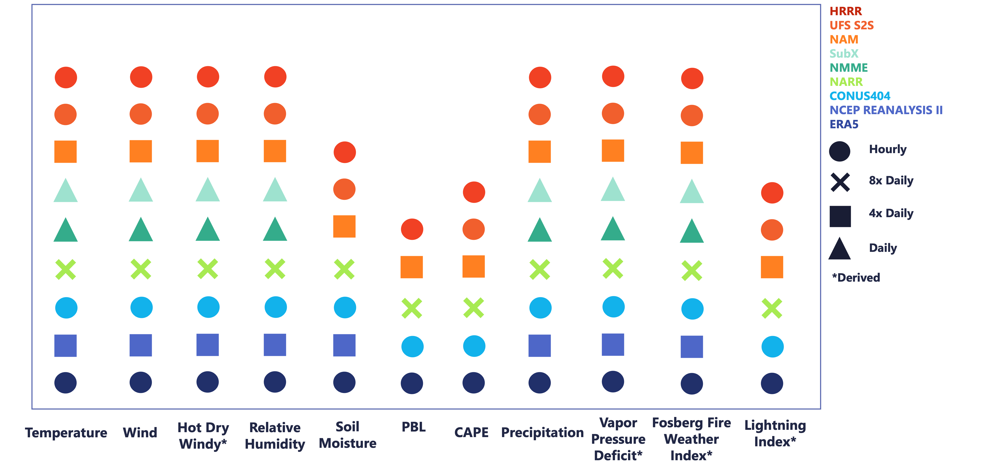 HRRR
UFS S2S
NAM
SubX
NMME
NARR
CONUS404
NCEP REANALYSIS II
ERA5
Hourly
8x Daily
4x Daily
Daily
*Derived
Temperature
Wind
Hot Dry
Windy*
Relative
Humidity
Soil
Moisture
PBL
CAPE
Precipitation
Vapor
Pressure
Deficit*
Fosberg Fire
Weather
Index*
Lightning
Index*